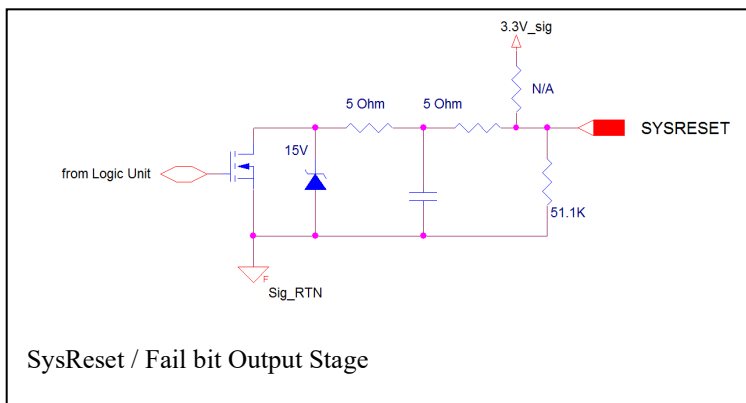 3.3V_sig
N/A
5 Ohm
5 Ohm
SYSRESET
15V
from Logic Unit
51.1K
F
Sig_RTN
SysReset / Fail bit Output Stage